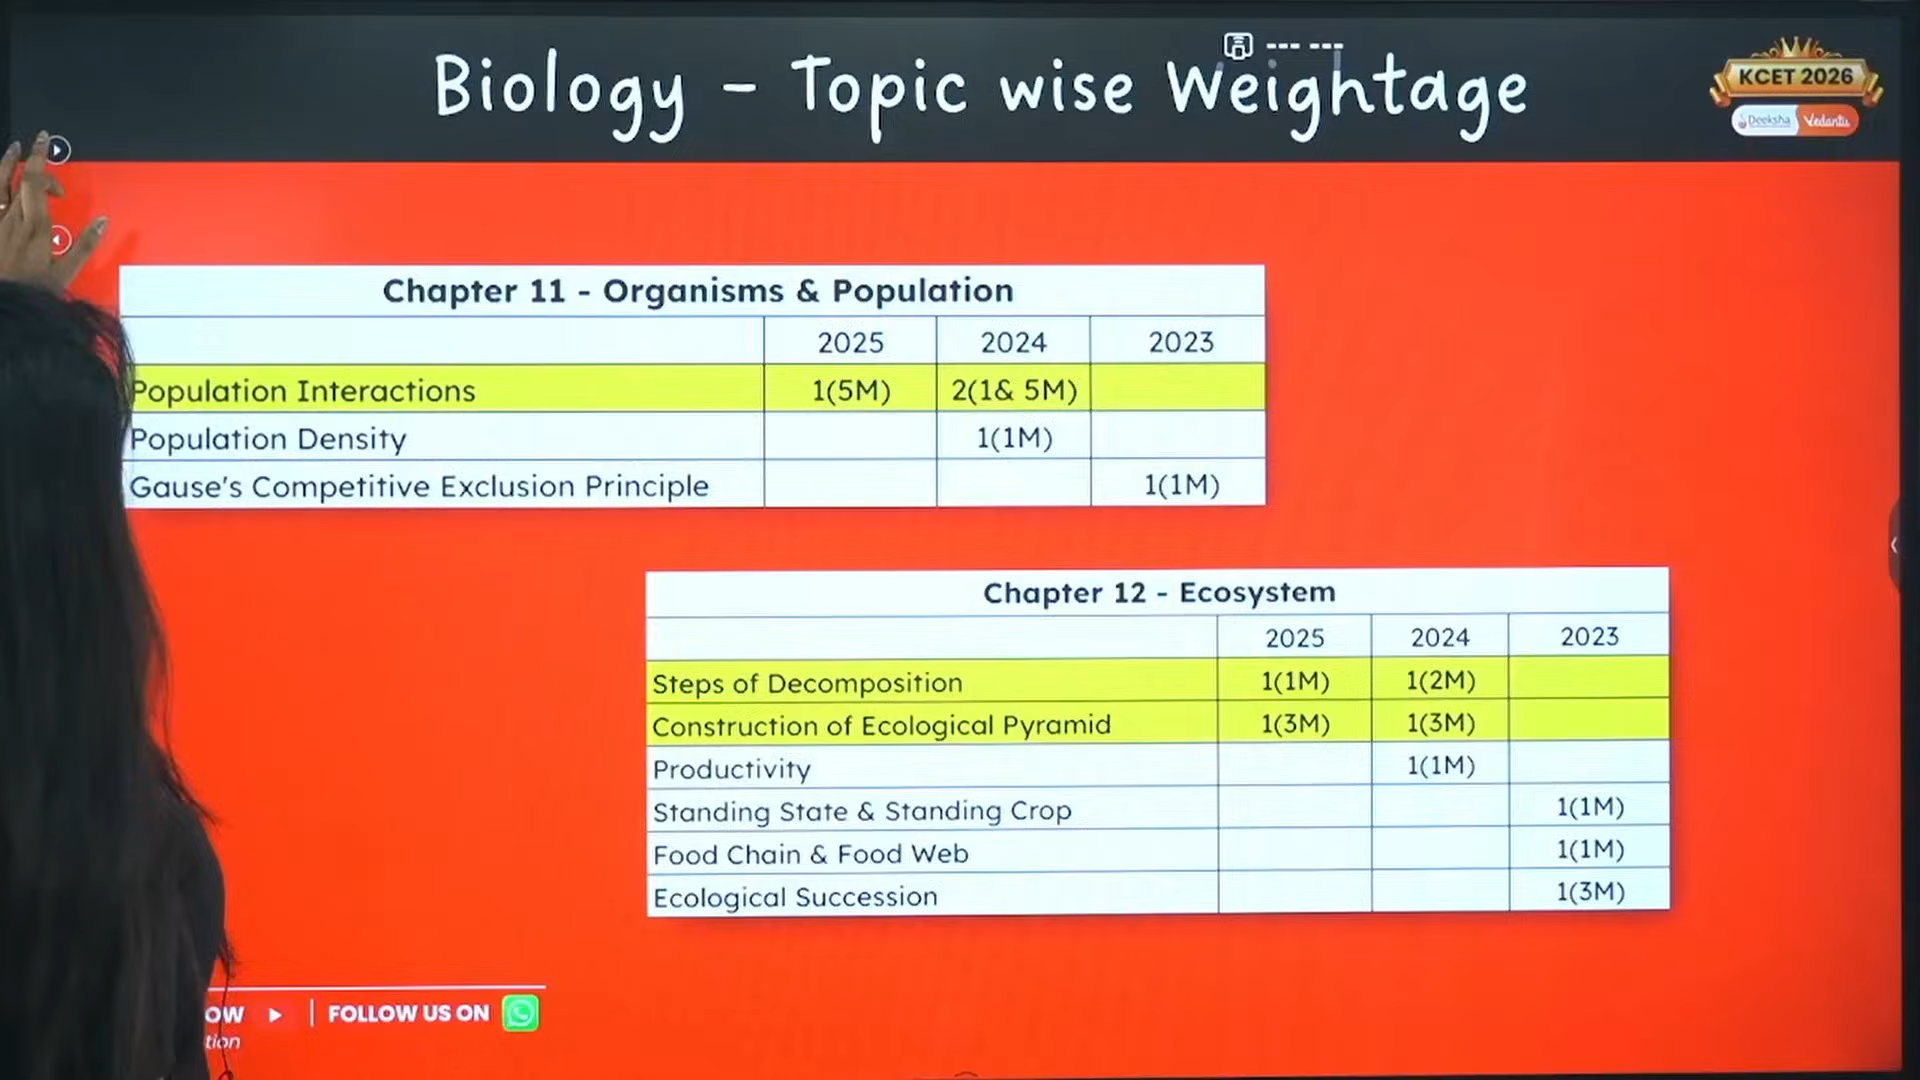 Biology - Topic wise Weightage
KCET 2026
Deeksha Vedantu
Chapter 11 - Organisms & Population
2025 2024 2023
Population Interactions 1(5M) 2(1& 5M)
Population Density 1(1M)
Gause's Competitive Exclusion Principle 1(1M)
Chapter 12 - Ecosystem
2025 2024 2023
Steps of Decomposition 1(1M) 1(2M)
Construction of Ecological Pyramid 1(3M) 1(3M)
Productivity 1(1M)
Standing State & Standing Crop 1(1M)
Food Chain & Food Web 1(1M)
Ecological Succession 1(3M)
OW | FOLLOW US ON
tion